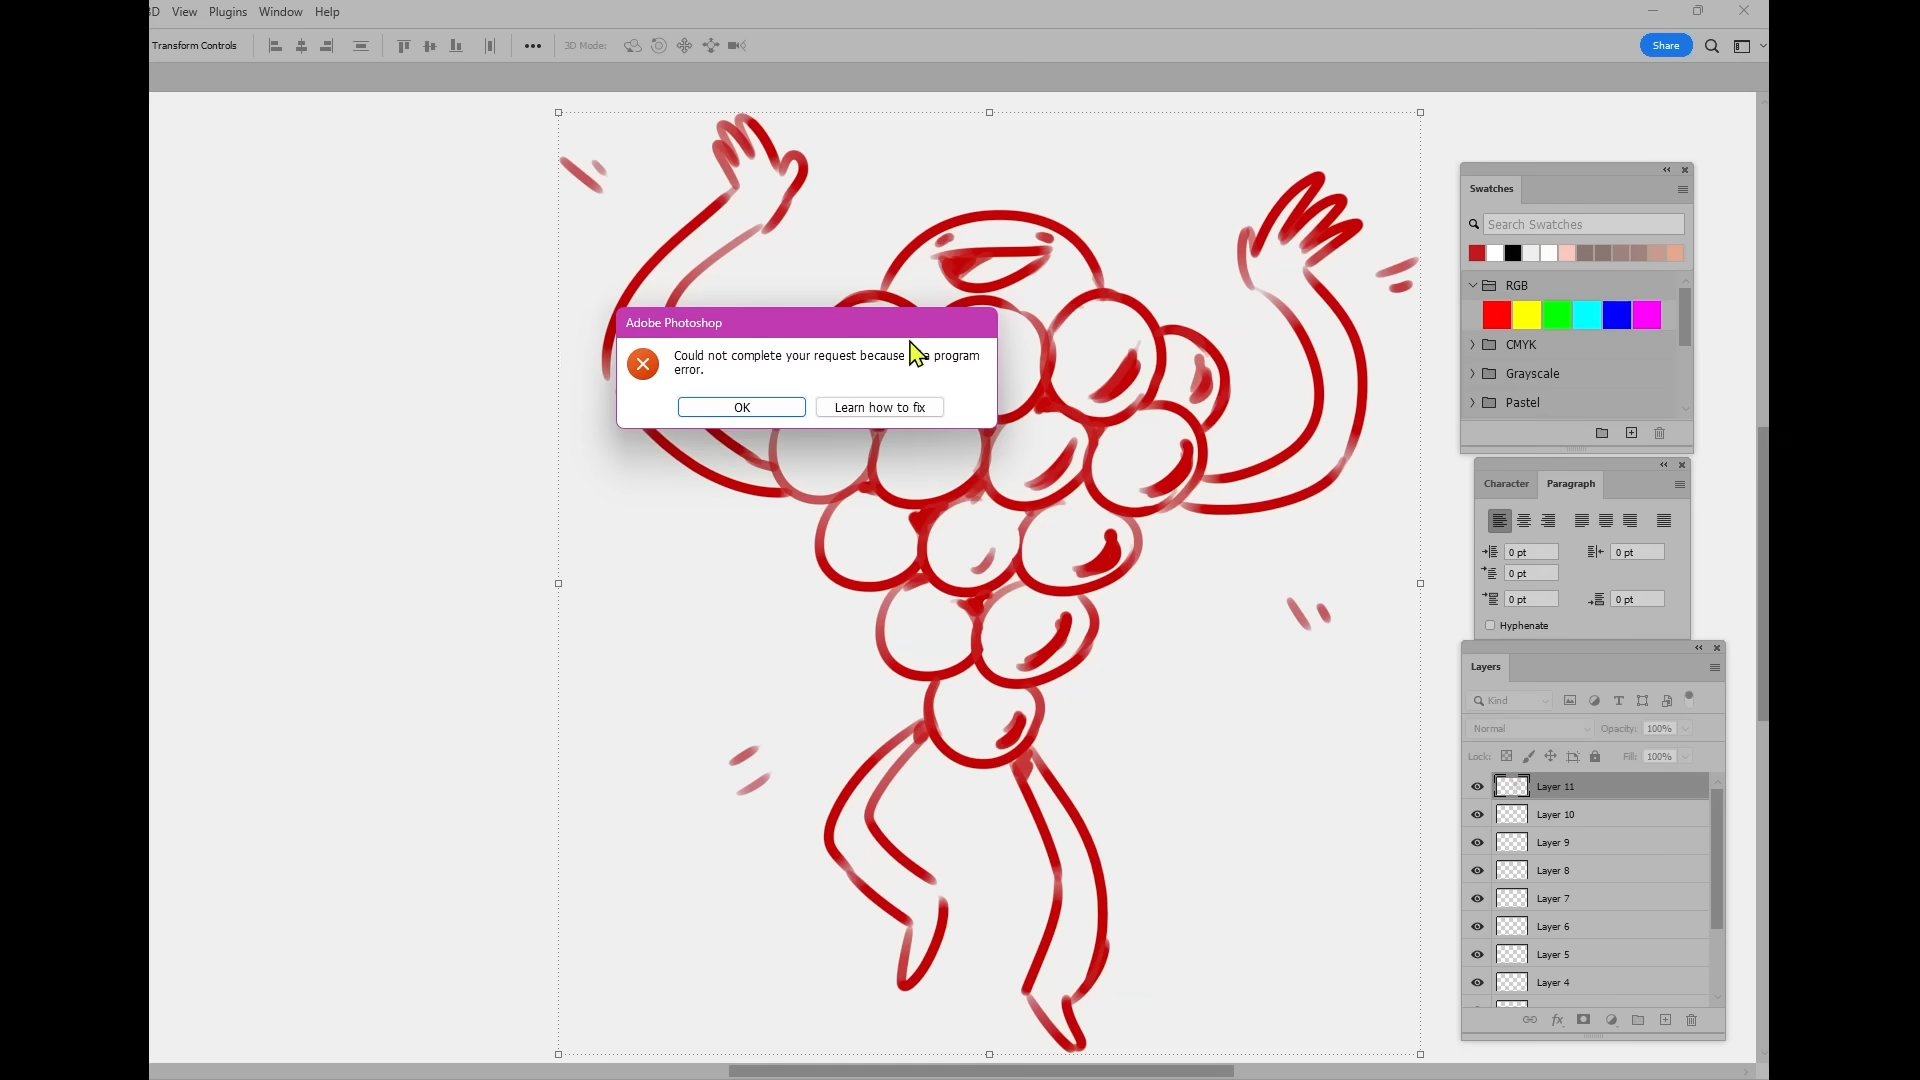 3D View Plugins Window Help
Transform Controls 3D Mode: Share
Swatches
Search Swatches
RGB
CMYK
Grayscale
Pastel
Adobe Photoshop
Could not complete your request because a program
error.
OK Learn how to fix
Character Paragraph
0 pt 0 pt
0 pt
0 pt 0 pt
Hyphenate
Layers
Kind
Normal Opacity: 100%
Lock: Fill: 100%
Layer 11
Layer 10
Layer 9
Layer 8
Layer 7
Layer 6
Layer 5
Layer 4